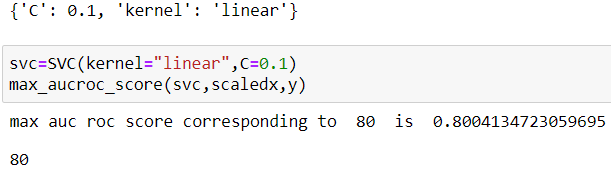 {'C': 0.1, 'kernel': 'linear'}
svc=SVC(kernel="linear",C=0.1)
max_aucroc_score(svc,scaledx,y)
max auc roc score corresponding to  80  is  0.8004134723059695
80